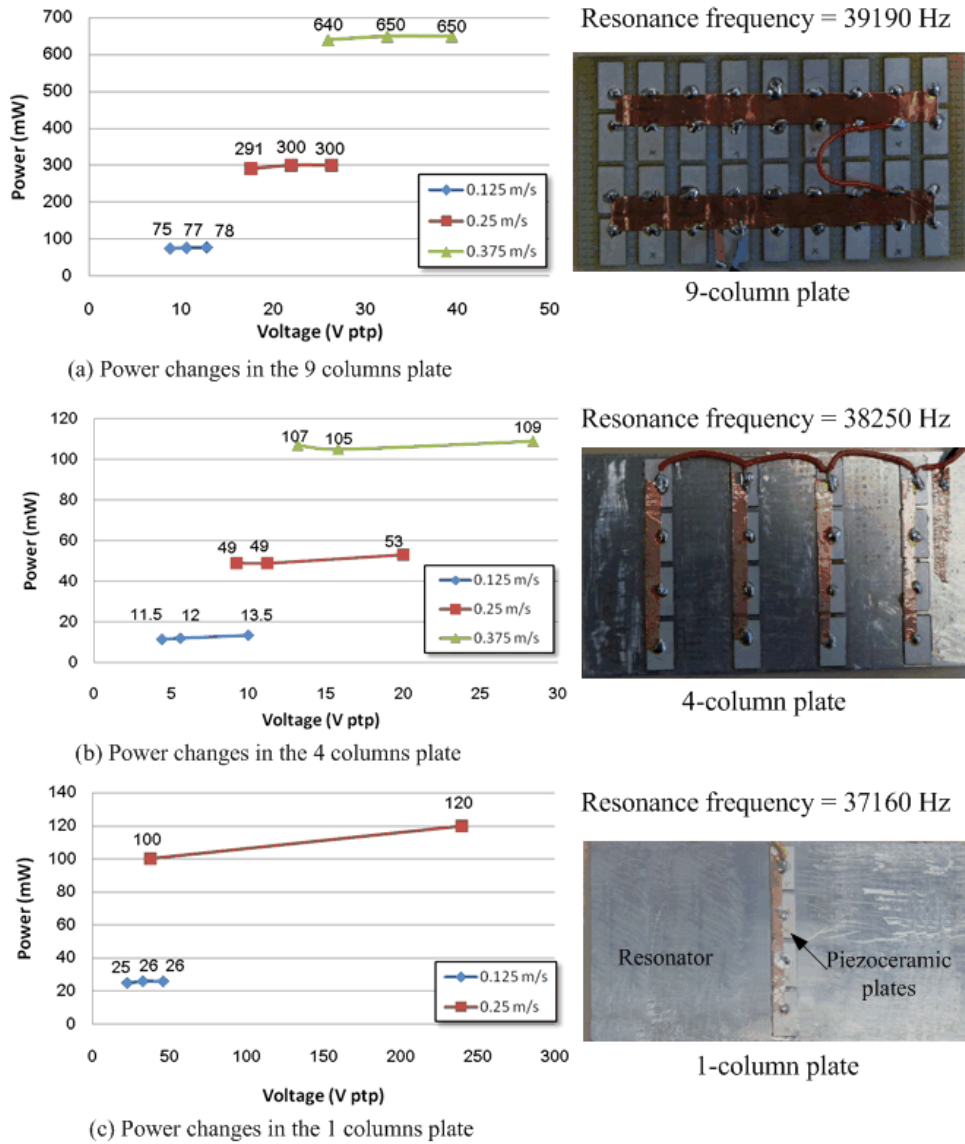 Resonance frequency = 39190 Hz
700
600
500
400
300
200
100
0
Power (mW)
640 650 650
291 300 300
75 77 78
0.125 m/s
0.25 m/s
0.375 m/s
0 10 20 30 40 50
Voltage (V ptp)
9-column plate
(a) Power changes in the 9 columns plate
Resonance frequency = 38250 Hz
120
100
80
60
40
20
0
Power (mW)
107 105 109
49 49 53
11.5 12 13.5
0.125 m/s
0.25 m/s
0.375 m/s
0 5 10 15 20 25 30
Voltage (V ptp)
4-column plate
(b) Power changes in the 4 columns plate
Resonance frequency = 37160 Hz
140
120
100
80
60
40
20
0
Power (mW)
100 120
25 26 26
0.125 m/s
0.25 m/s
0 50 100 150 200 250 300
Voltage (V ptp)
Resonator
Piezoceramic
plates
1-column plate
(c) Power changes in the 1 columns plate